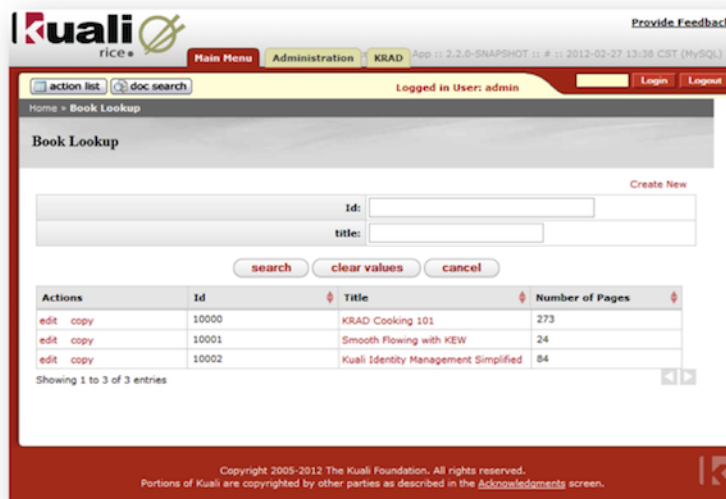 kuali
rice
Provide Feedback
Main Menu Administration KRAD App :: 2.2.0-SNAPSHOT :: # :: 2012-02-27 13:38 CST (MySQL)
action list doc search Logged in User: admin Login Logout
Home » Book Lookup
Book Lookup
Create New
Id:
title:
search clear values cancel
Actions Id Title Number of Pages
edit copy 10000 KRAD Cooking 101 273
edit copy 10001 Smooth Flowing with KEW 24
edit copy 10002 Kuali Identity Management Simplified 84
Showing 1 to 3 of 3 entries
Copyright 2005-2012 The Kuali Foundation. All rights reserved.
Portions of Kuali are copyrighted by other parties as described in the Acknowledgments screen.